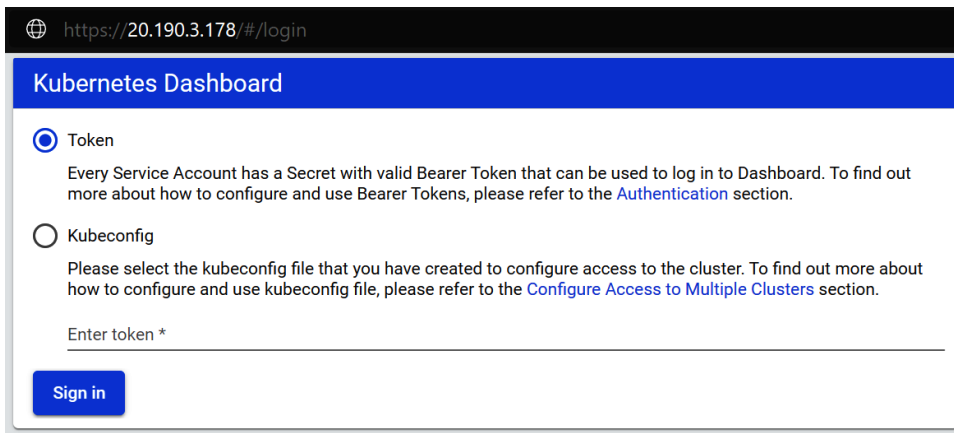 https://20.190.3.178/#/login
Kubernetes Dashboard
Token
Every Service Account has a Secret with valid Bearer Token that can be used to log in to Dashboard. To find out
more about how to configure and use Bearer Tokens, please refer to the Authentication section.
Kubeconfig
Please select the kubeconfig file that you have created to configure access to the cluster. To find out more about
how to configure and use kubeconfig file, please refer to the Configure Access to Multiple Clusters section.
Enter token *
Sign in